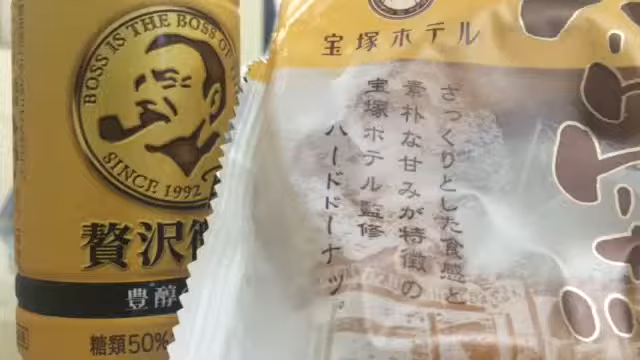 BOSS IS THE BOSS OF
SINCE 1992
贅沢
豊醇
糖類50%
宝塚ホテル
ざっくりとした食感と
素朴な甘みが特徴の
宝塚ホテル監修
ハードドーナツ。